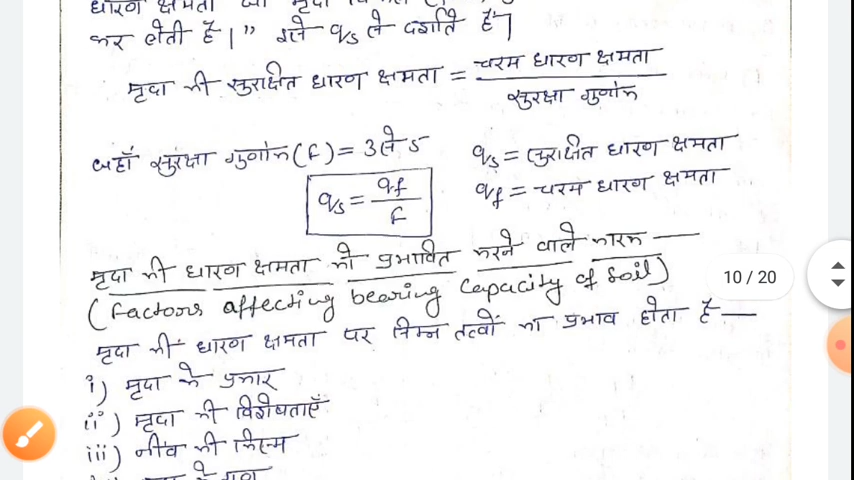 धारण क्षमता
कर लेती है।" इसे qs से दर्शाते हैं।
मृदा की सुरक्षित धारण क्षमता = चरम धारण क्षमता / सुरक्षा गुणांक
जहाँ सुरक्षा गुणांक (F) = 3 से 5
qs = सुरक्षित धारण क्षमता
qf = चरम धारण क्षमता
qs = qf / F
मृदा की धारण क्षमता को प्रभावित करने वाले कारक —
(Factors affecting bearing capacity of soil)
10 / 20
मृदा की धारण क्षमता पर निम्न तत्वों का प्रभाव होता है —
i) मृदा के प्रकार
ii) मृदा की विशेषताएँ
iii) नींव की किस्म